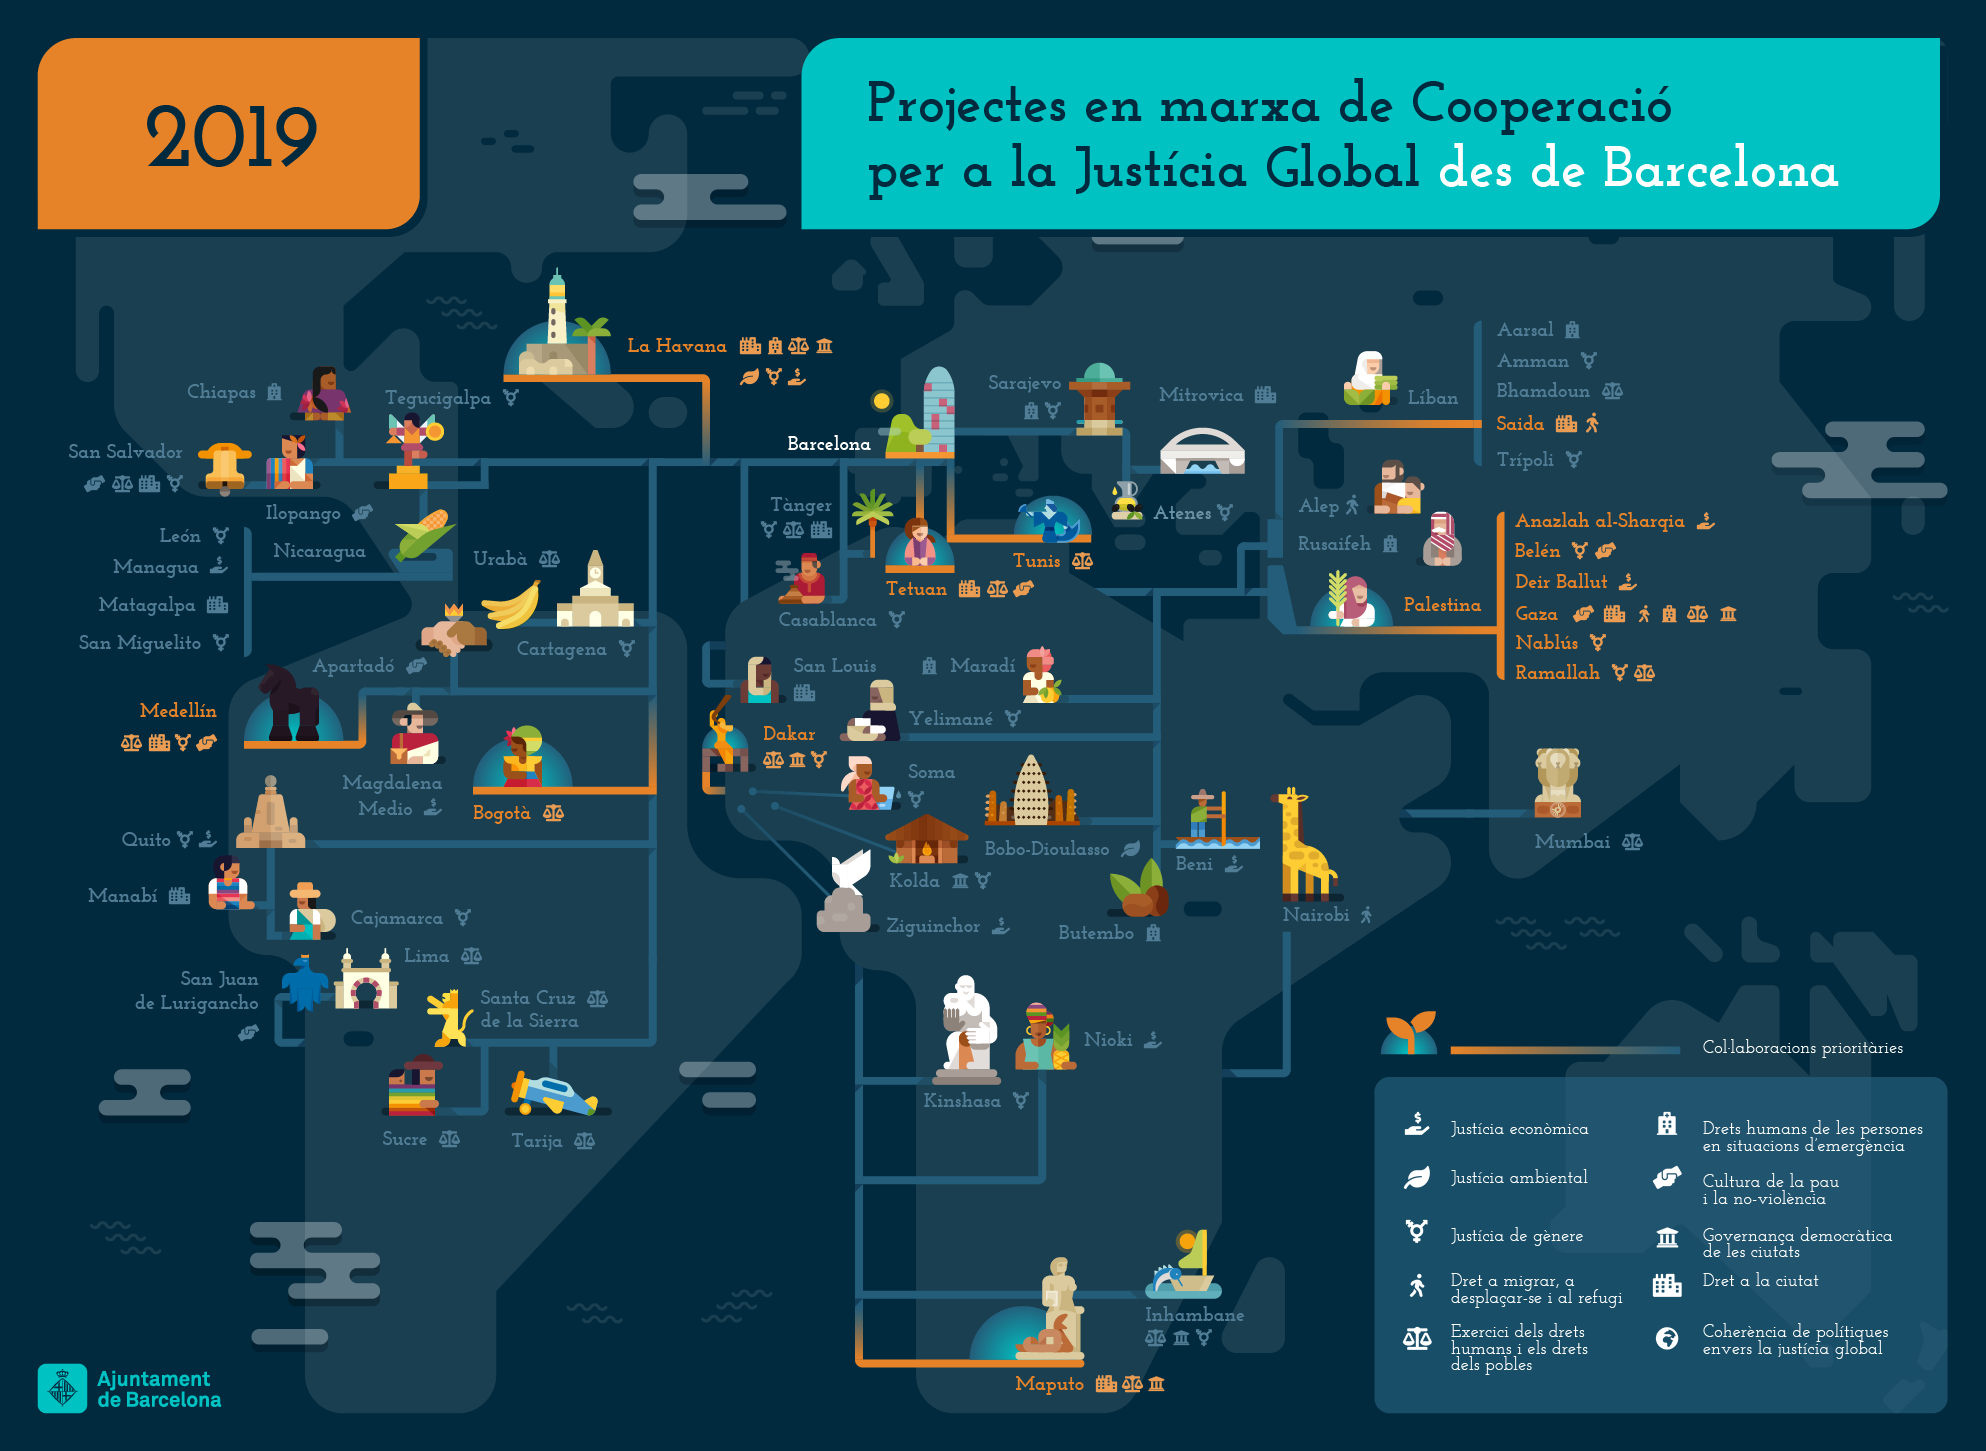 2019
Projectes en marxa de Cooperació
per a la Justícia Global des de Barcelona
La Havana
Chiapas
Tegucigalpa
San Salvador
Ilopango
León
Managua
Matagalpa
San Miguelito
Nicaragua
Urabà
Cartagena
Apartadó
Medellín
Magdalena
Medio
Bogotà
Quito
Manabí
Cajamarca
Lima
San Juan
de Lurigancho
Santa Cruz
de la Sierra
Sucre
Tarija
Barcelona
Sarajevo
Mitrovica
Atenes
Tànger
Tetuan
Tunis
Casablanca
San Louis
Maradí
Yelimané
Dakar
Soma
Bobo-Dioulasso
Kolda
Ziguinchor
Beni
Butembo
Nairobi
Kinshasa
Nioki
Inhambane
Maputo
Líban
Aarsal
Amman
Bhamdoun
Saida
Trípoli
Alep
Rusaifeh
Palestina
Anazlah al-Sharqia
Belén
Deir Ballut
Gaza
Nablús
Ramallah
Mumbai
Col·laboracions prioritàries
Justícia econòmica
Justícia ambiental
Justícia de gènere
Dret a migrar, a
desplaçar-se i al refugi
Exercici dels drets
humans i els drets
dels pobles
Drets humans de les persones
en situacions d'emergència
Cultura de la pau
i la no-violència
Governança democràtica
de les ciutats
Dret a la ciutat
Coherència de polítiques
envers la justícia global
Ajuntament
de Barcelona